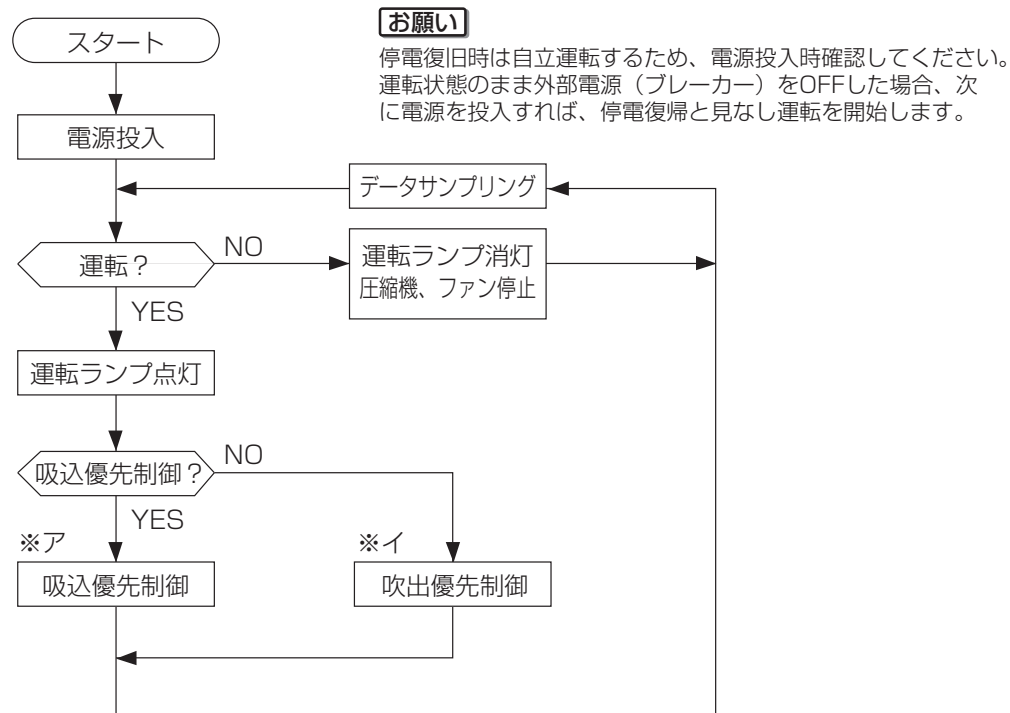 お願い
停電復旧時は自立運転するため、電源投入時確認してください。
運転状態のまま外部電源（ブレーカー）をOFFした場合、次
に電源を投入すれば、停電復帰と見なし運転を開始します。
スタート
電源投入
データサンプリング
運転？
NO
運転ランプ消灯
圧縮機、ファン停止
YES
運転ランプ点灯
吸込優先制御？
NO
YES
※ア
※イ
吸込優先制御
吹出優先制御